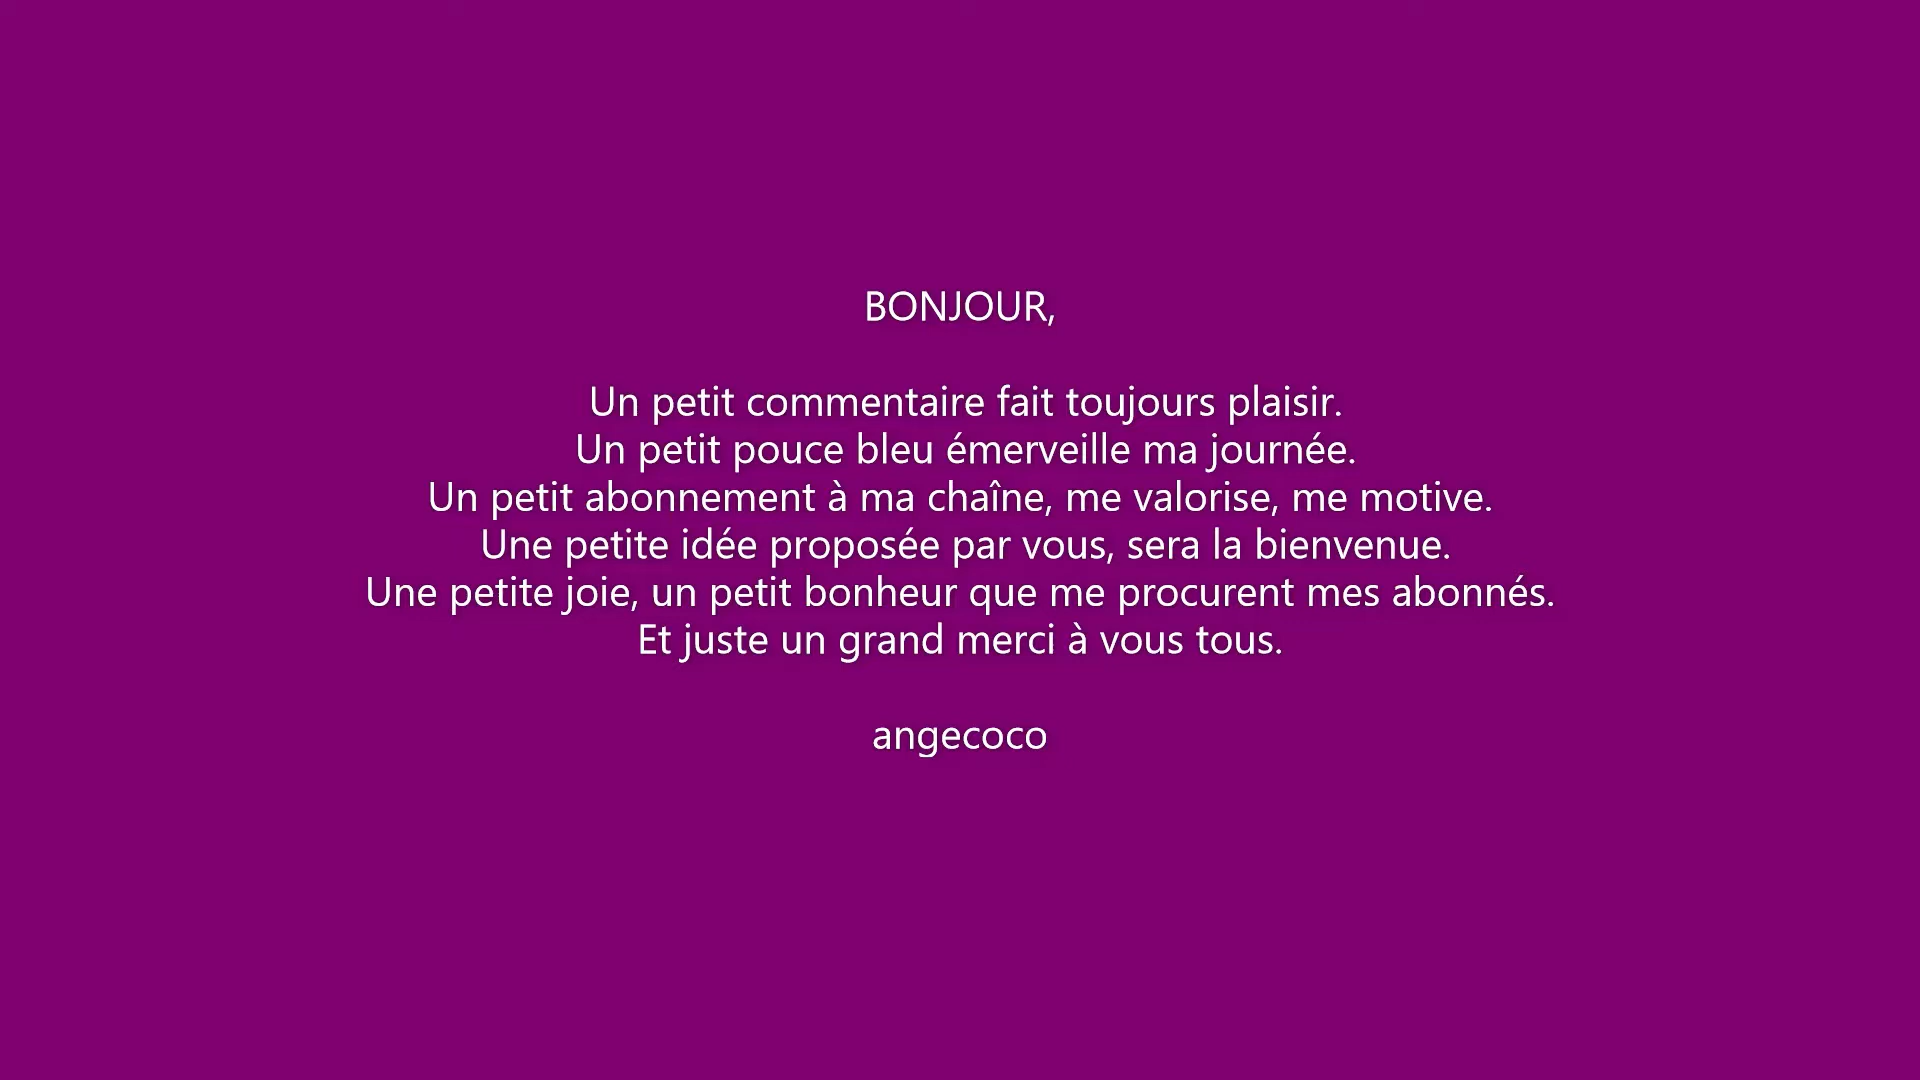 BONJOUR,
Un petit commentaire fait toujours plaisir.
Un petit pouce bleu émerveille ma journée.
Un petit abonnement à ma chaîne, me valorise, me motive.
Une petite idée proposée par vous, sera la bienvenue.
Une petite joie, un petit bonheur que me procurent mes abonnés.
Et juste un grand merci à vous tous.
angecoco